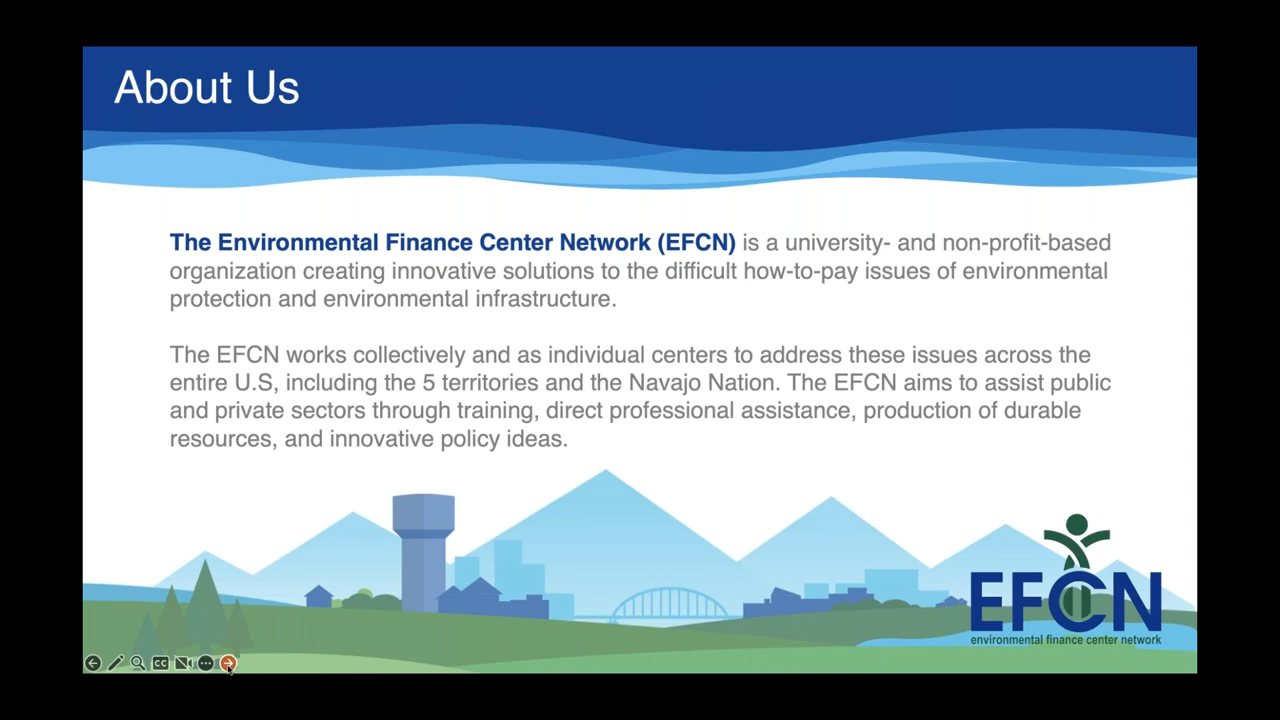 About Us
The Environmental Finance Center Network (EFCN) is a university- and non-profit-based
organization creating innovative solutions to the difficult how-to-pay issues of environmental
protection and environmental infrastructure.
The EFCN works collectively and as individual centers to address these issues across the
entire U.S, including the 5 territories and the Navajo Nation. The EFCN aims to assist public
and private sectors through training, direct professional assistance, production of durable
resources, and innovative policy ideas.
EFCN
environmental finance center network
CC